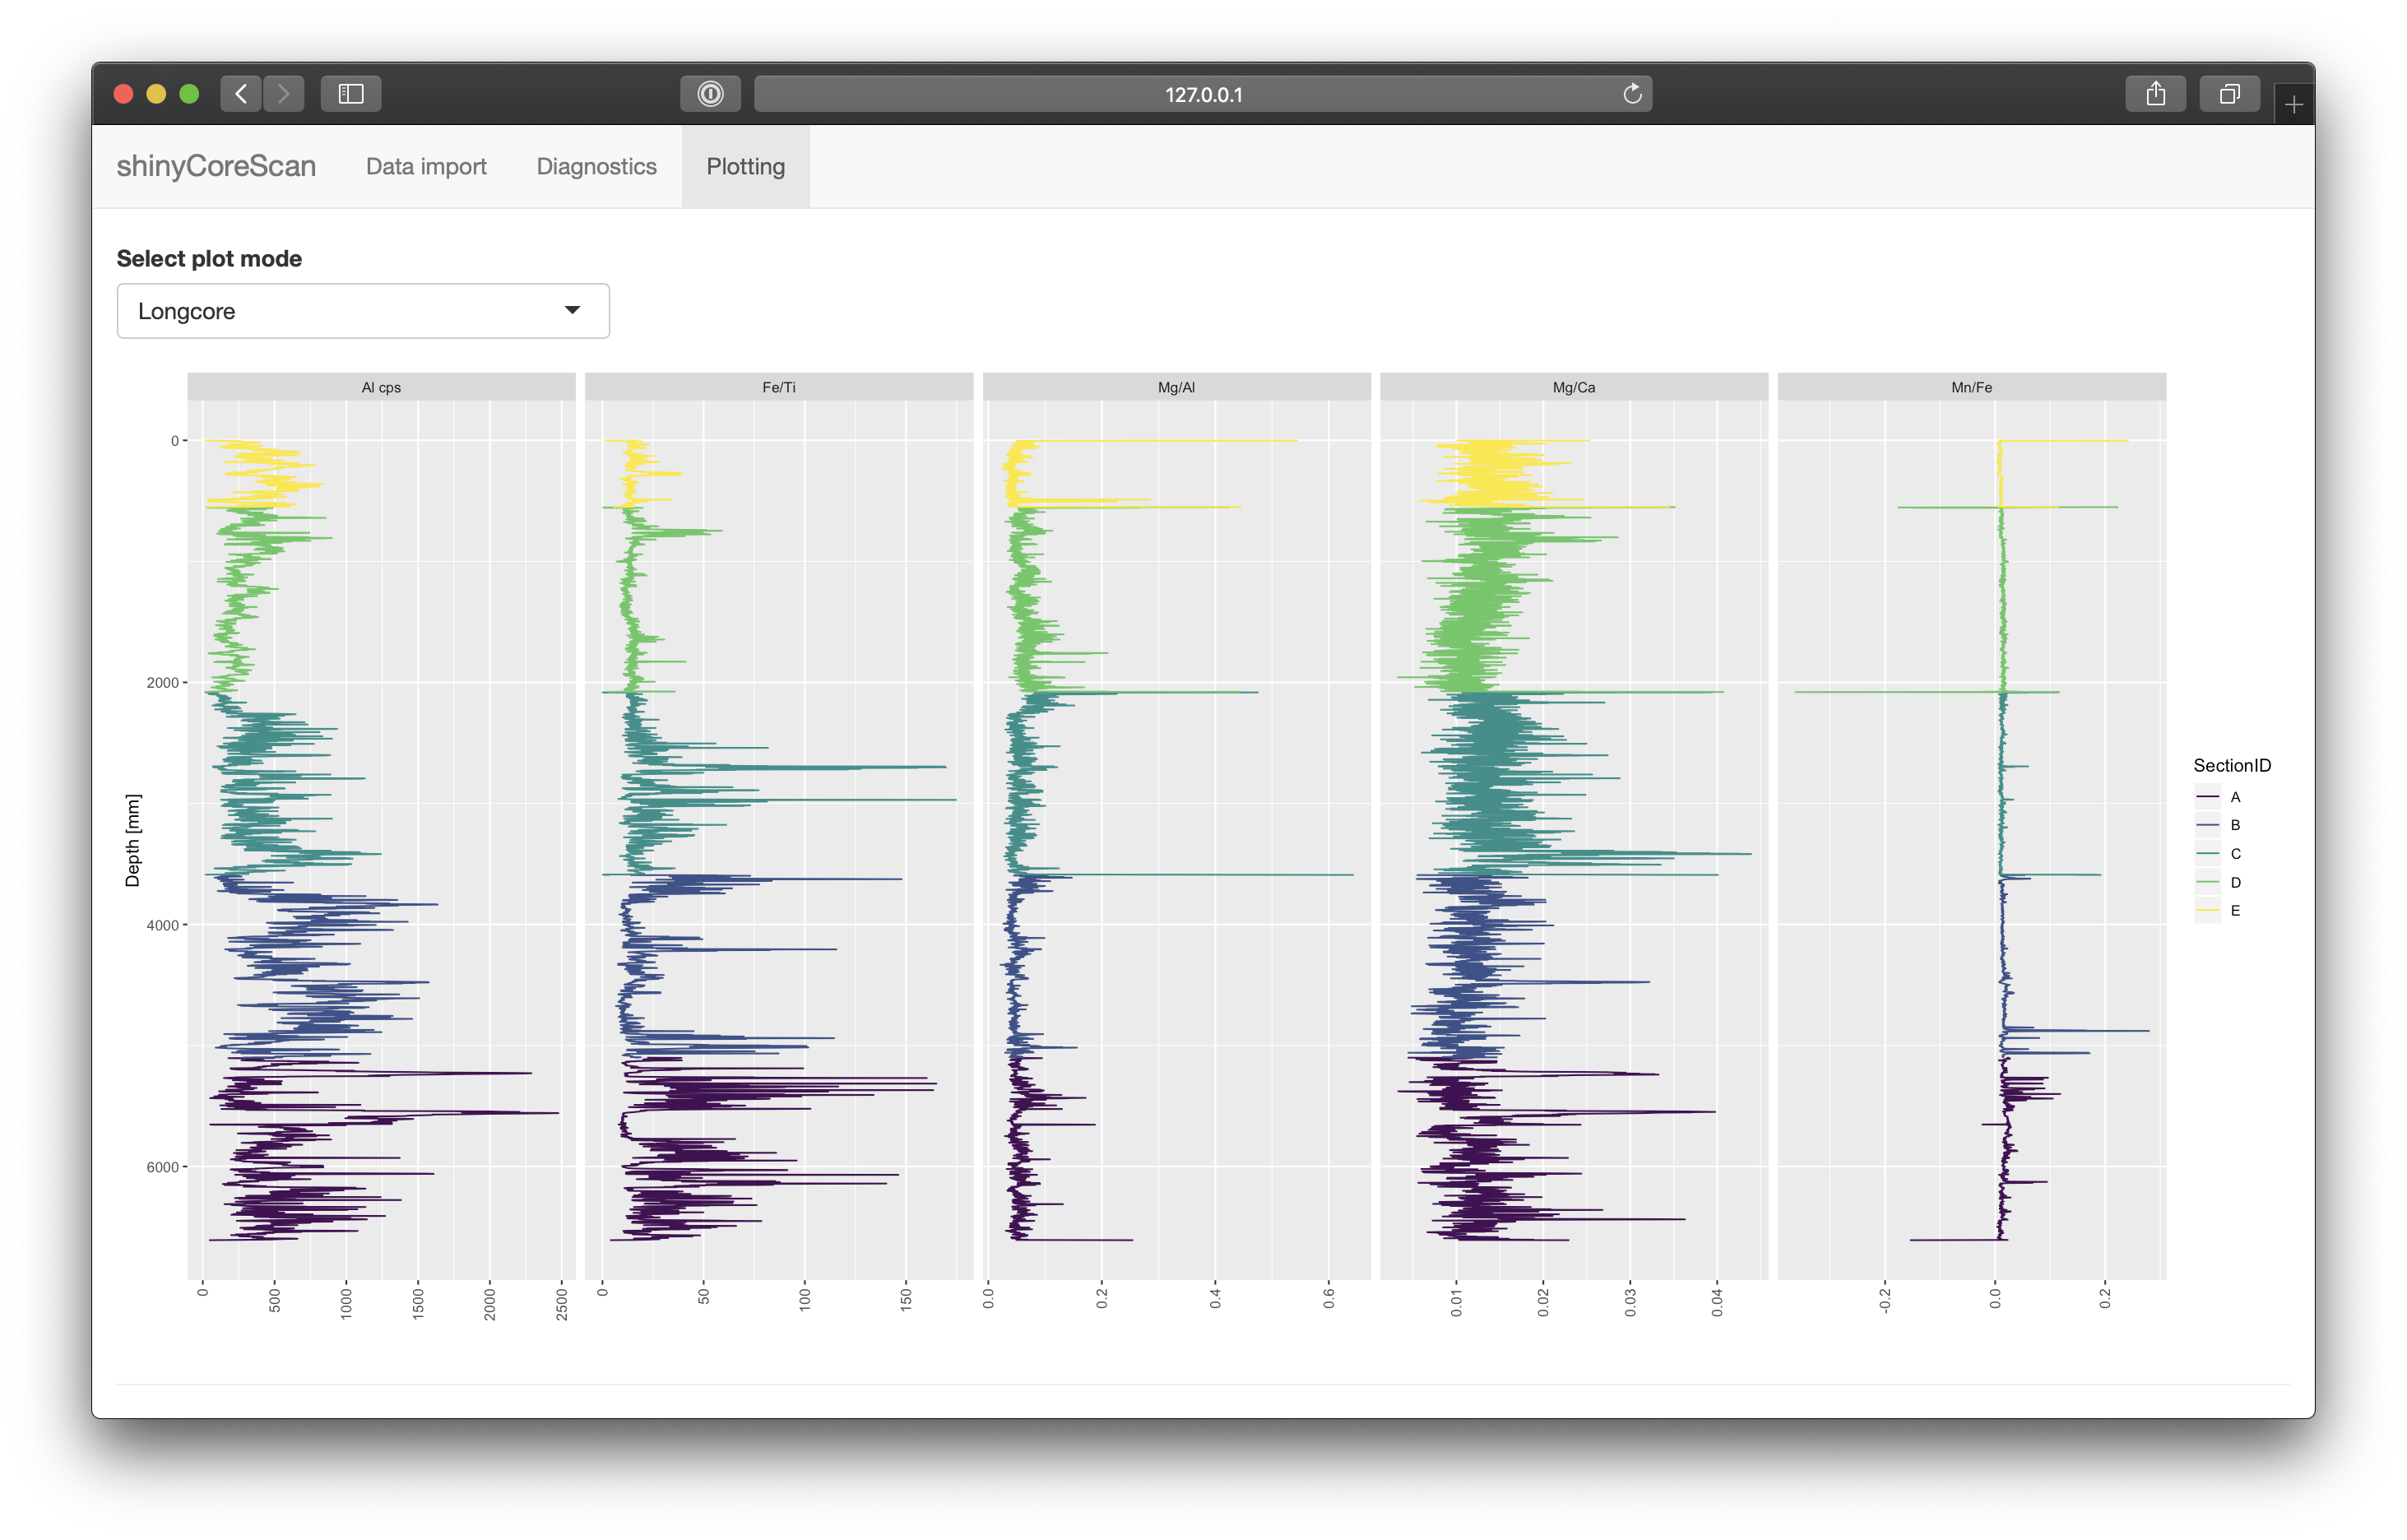 127.0.0.1
shinyCoreScan Data import Diagnostics Plotting
Select plot mode
Longcore
Al cps Fe/Ti Mg/Al Mg/Ca Mn/Fe
0
2000
4000
6000
Depth [mm]
0 500 1000 1500 2000 2500 0 50 100 150 0.0 0.2 0.4 0.6 0.01 0.02 0.03 0.04 -0.2 0.0 0.2
SectionID
A
B
C
D
E